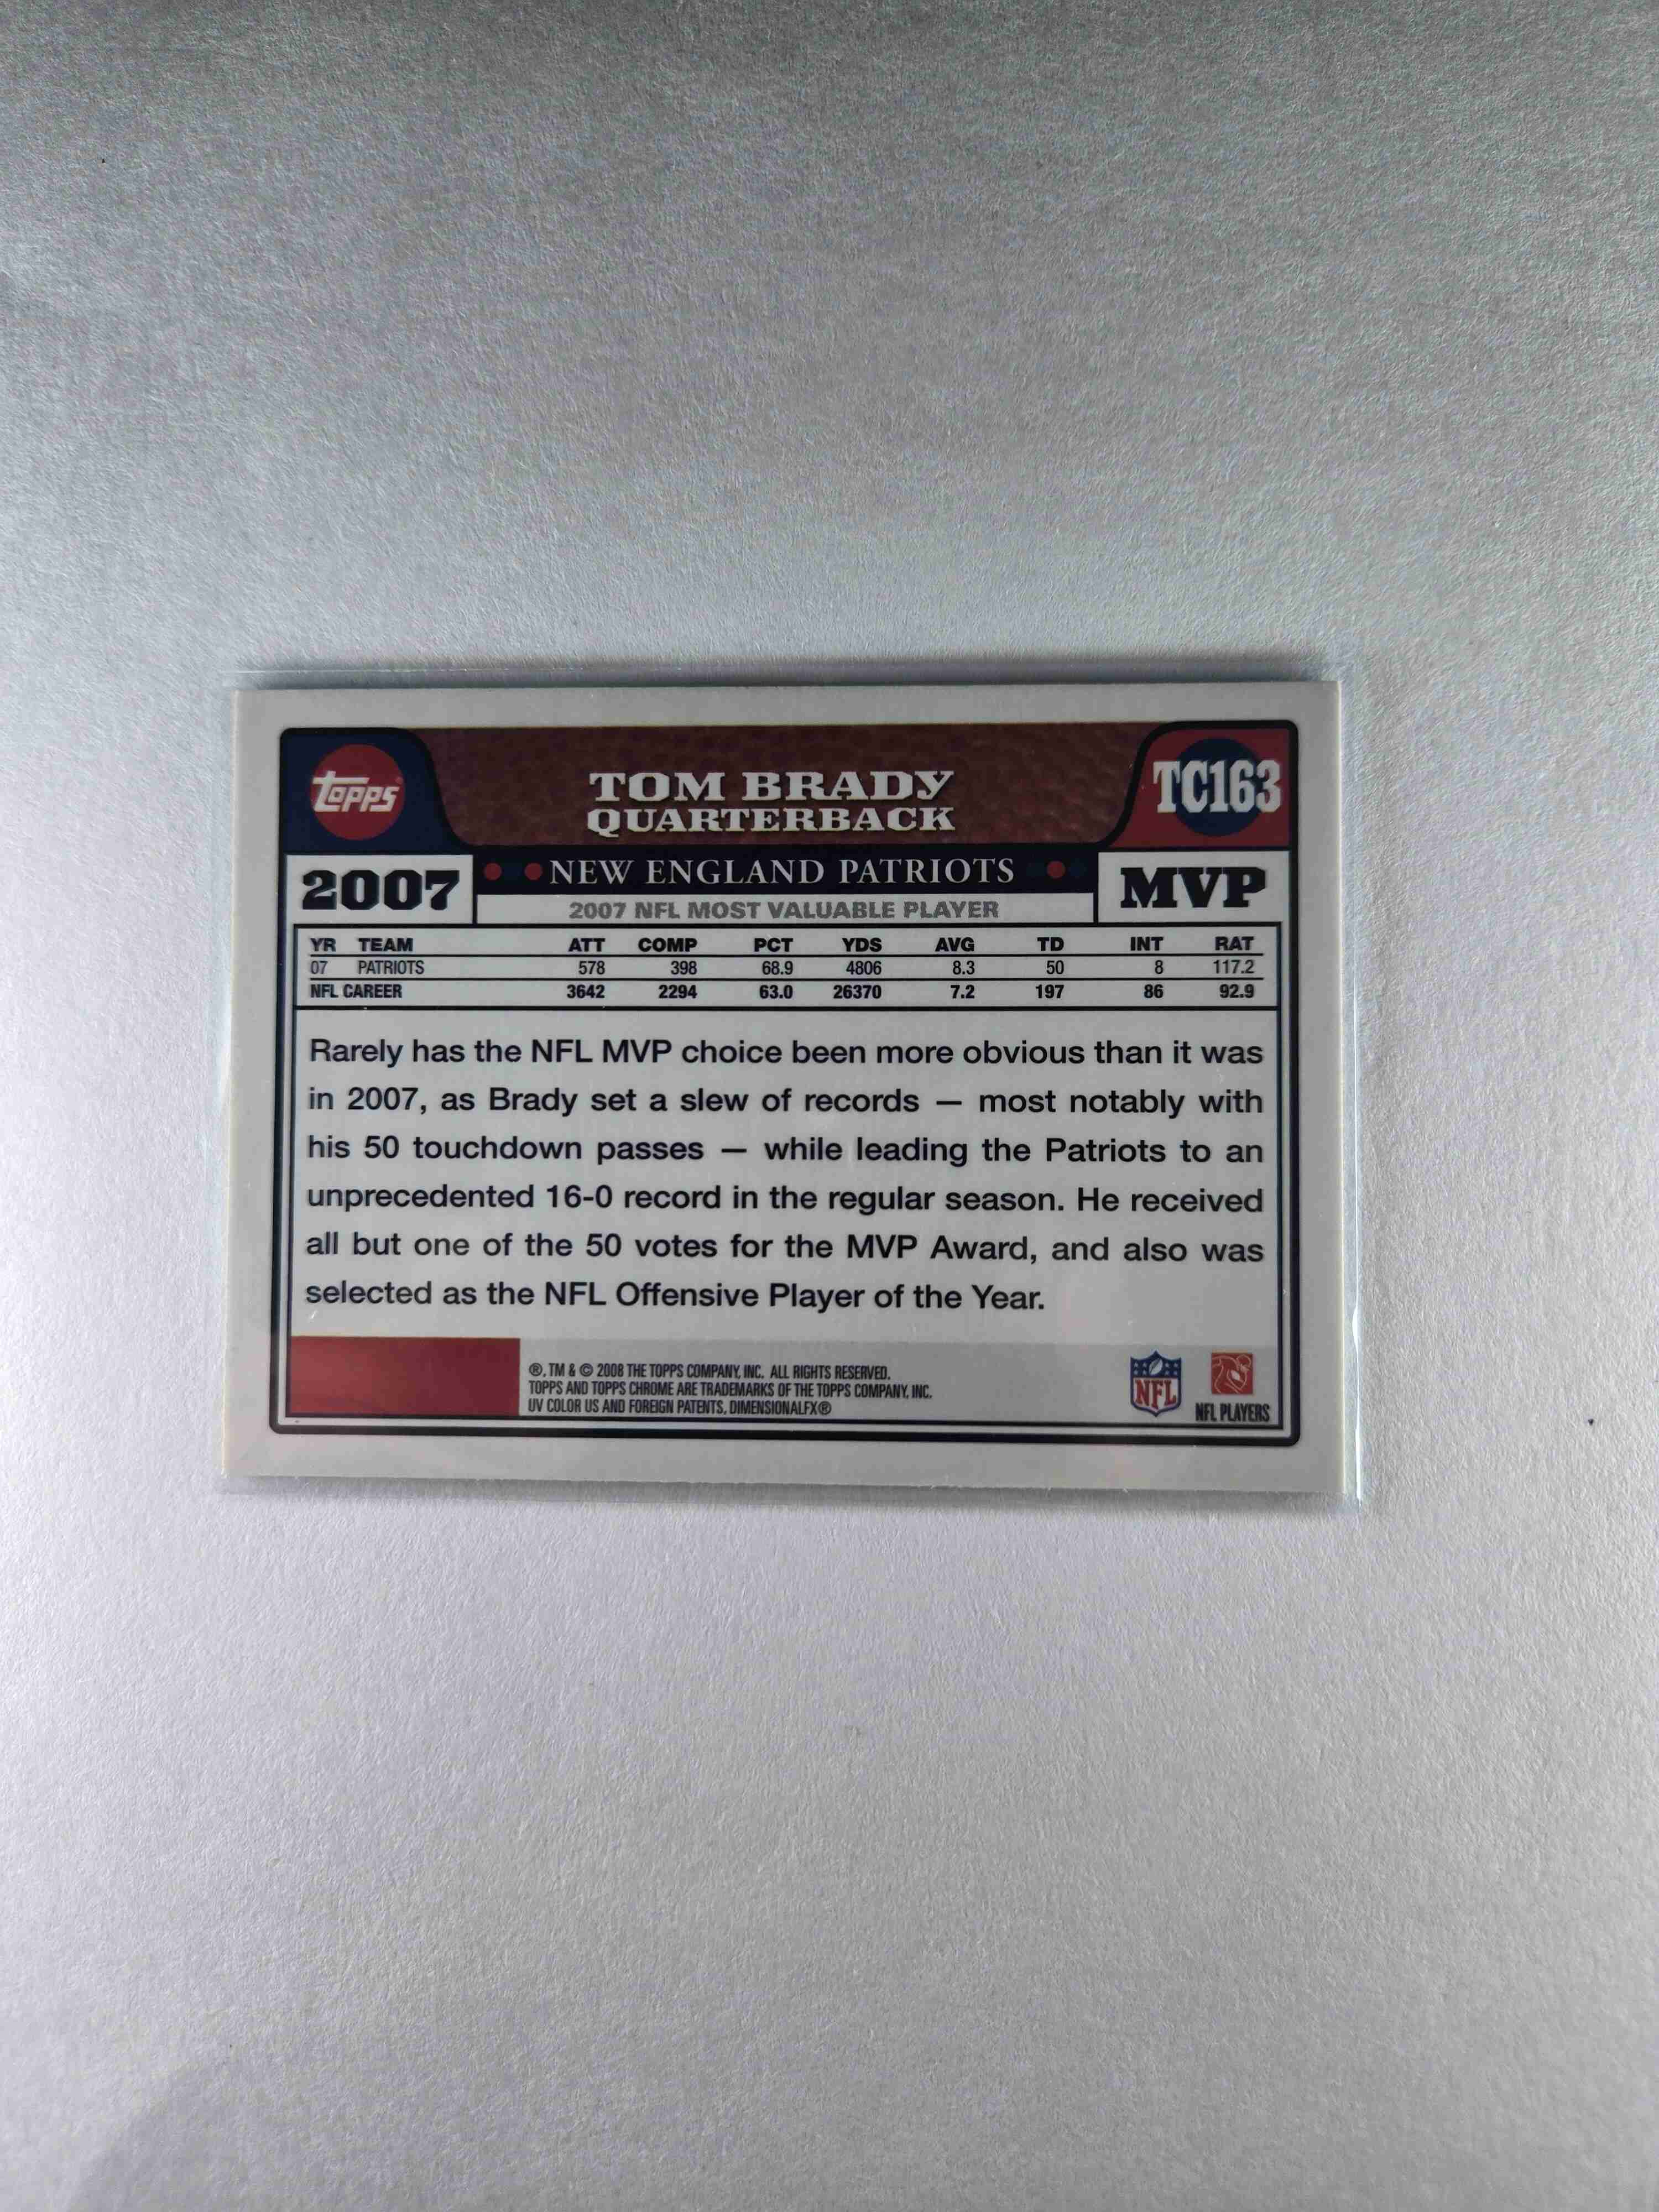 Topps
TOM BRADY
QUARTERBACK
TC163
2007
NEW ENGLAND PATRIOTS
2007 NFL MOST VALUABLE PLAYER
MVP
YR TEAM ATT COMP PCT YDS AVG TD INT RAT
07 PATRIOTS 578 398 68.9 4806 8.3 50 8 117.2
NFL CAREER 3642 2294 63.0 26370 7.2 197 86 92.9
Rarely has the NFL MVP choice been more obvious than it was
in 2007, as Brady set a slew of records — most notably with
his 50 touchdown passes — while leading the Patriots to an
unprecedented 16-0 record in the regular season. He received
all but one of the 50 votes for the MVP Award, and also was
selected as the NFL Offensive Player of the Year.
®, TM & © 2008 THE TOPPS COMPANY, INC. ALL RIGHTS RESERVED.
TOPPS AND TOPPS CHROME ARE TRADEMARKS OF THE TOPPS COMPANY, INC.
UV COLOR US AND FOREIGN PATENTS, DIMENSIONALFX®
NFL
NFL PLAYERS